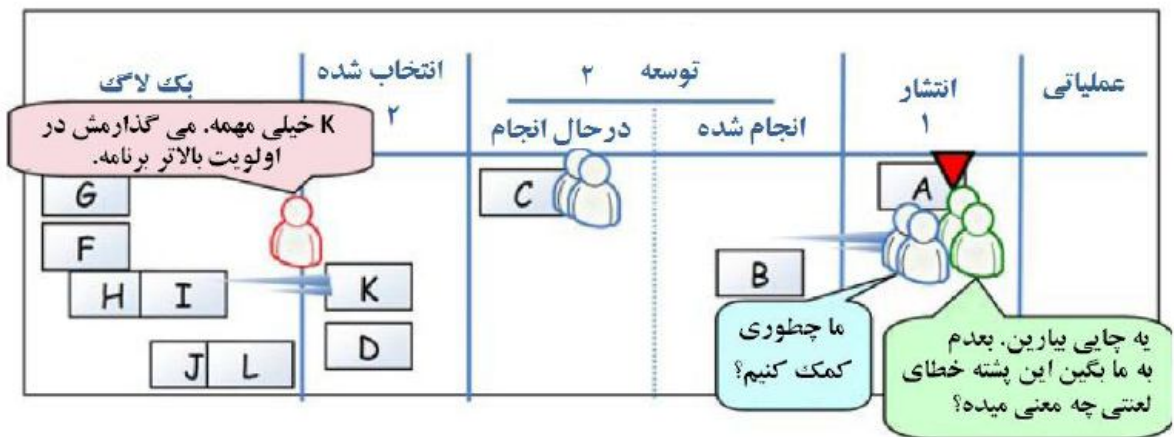 بک لاگ
انتخاب شده
۲
توسعه ۲
در حال انجام
انجام شده
انتشار
۱
عملیاتی
K خیلی مهمه. می گذارمش در
اولویت بالاتر برنامه.
G
F
H I
J L
K
D
C
B
A
ما چطوری
کمک کنیم؟
یه چایی بیارین. بعدم
به ما بگین این پشته خطای
لعنتی چه معنی میده؟